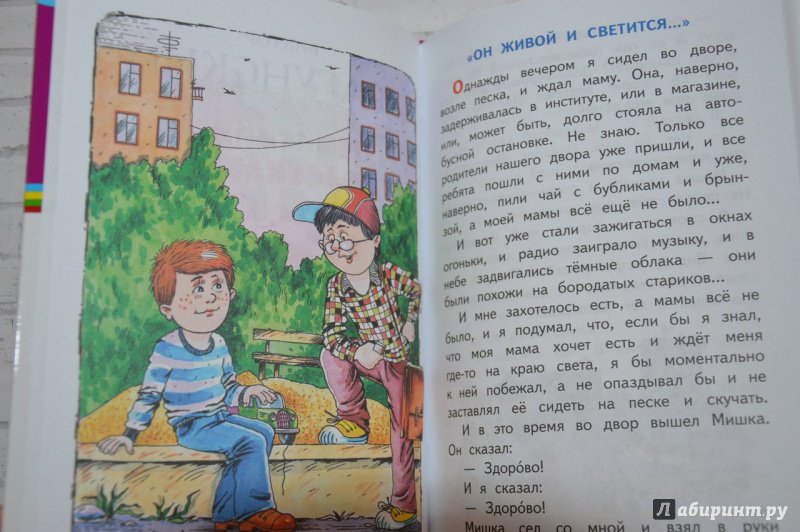 «ОН ЖИВОЙ И СВЕТИТСЯ...»
Однажды вечером я сидел во дворе,
возле песка, и ждал маму. Она, наверно,
задерживалась в институте, или в магазине,
или, может быть, долго стояла на авто-
бусной остановке. Не знаю. Только все
родители нашего двора уже пришли, и все
ребята пошли с ними по домам и уже,
наверно, пили чай с бубликами и брын-
зой, а моей мамы всё ещё не было...
И вот уже стали зажигаться в окнах
огоньки, и радио заиграло музыку, и в
небе задвигались тёмные облака — они
были похожи на бородатых стариков...
И мне захотелось есть, а мамы всё не
было, и я подумал, что, если бы я знал,
что моя мама хочет есть и ждёт меня
где-то на краю света, я бы моментально
к ней побежал, а не опаздывал бы и не
заставлял её сидеть на песке и скучать.
И в это время во двор вышел Мишка.
Он сказал:
— Здоро́во!
И я сказал:
— Здоро́во!
Мишка сел со мной и взял в руки
Лабиринт.ру